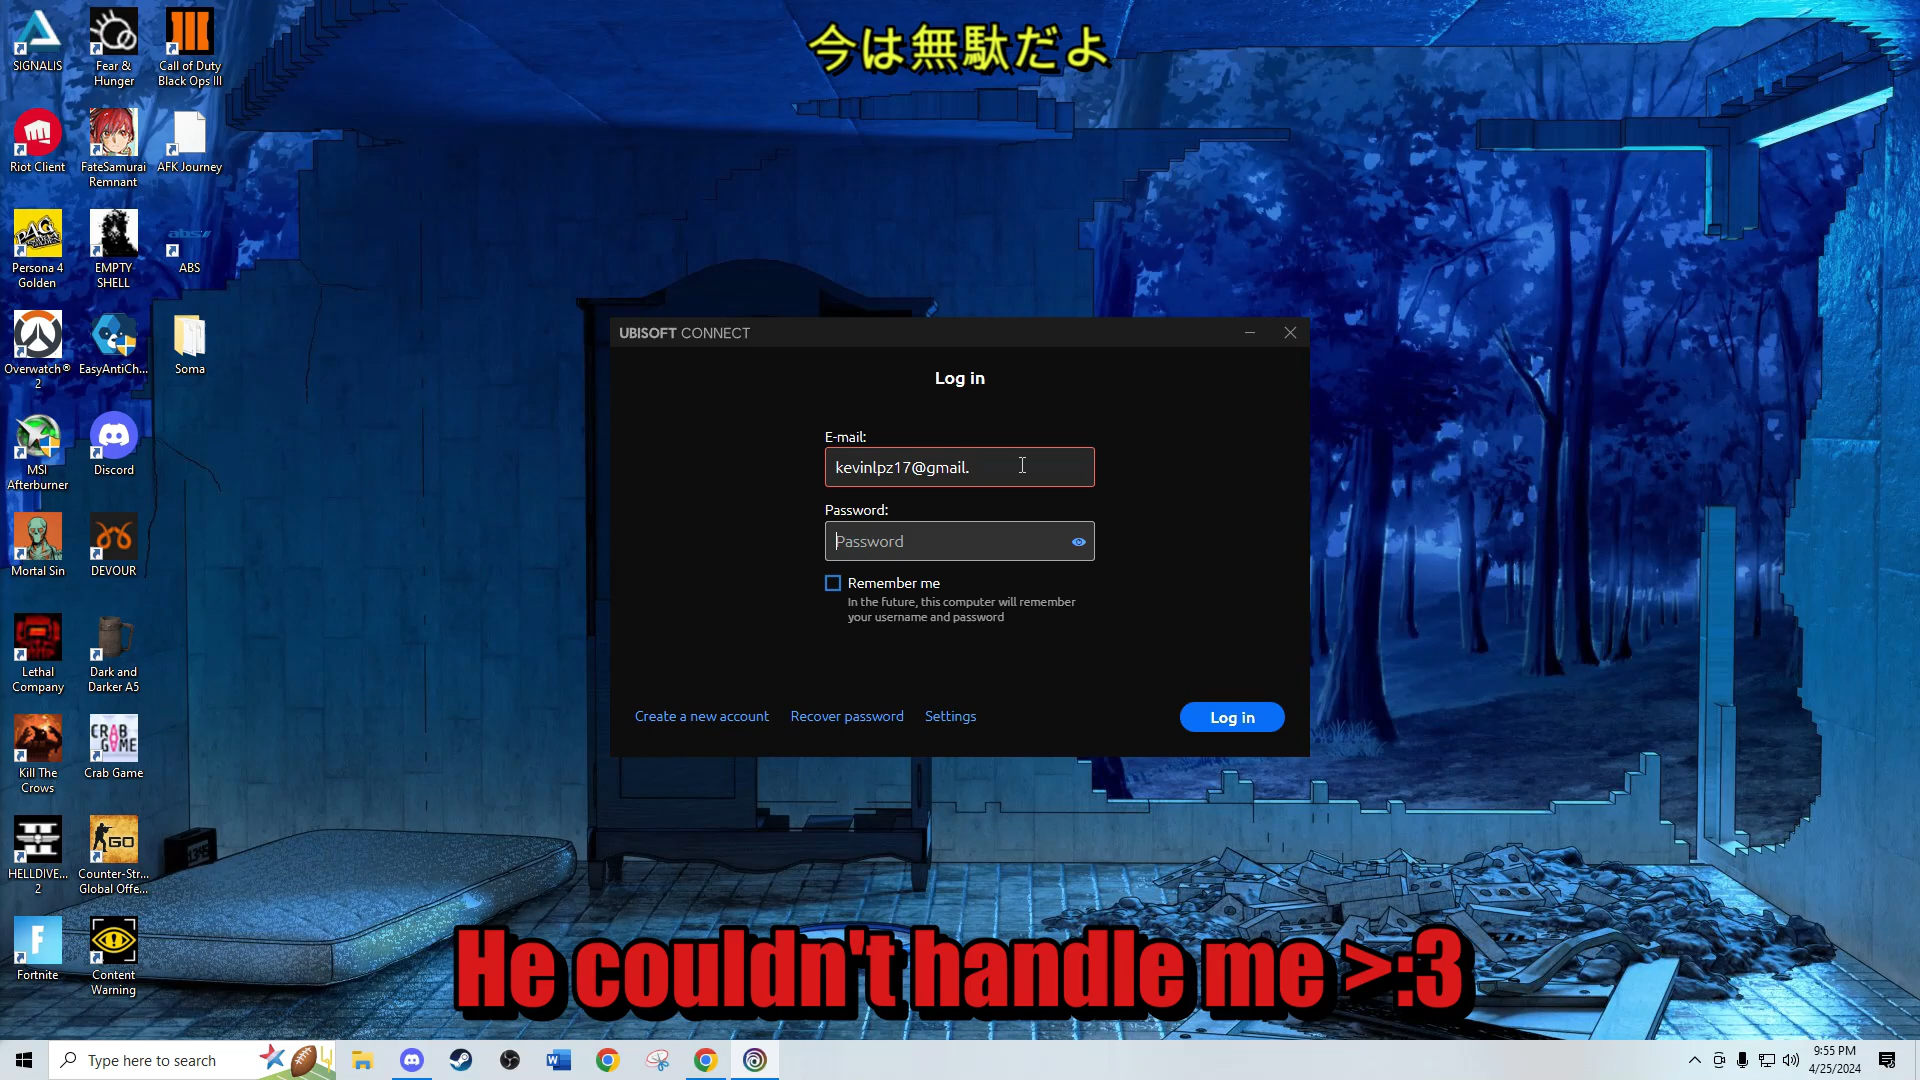 今は無駄だよ
SIGNALIS
Fear &
Hunger
Call of Duty
Black Ops III
Riot Client
FateSamurai
Remnant
AFK Journey
Persona 4
Golden
EMPTY
SHELL
ABS
Overwatch®
2
EasyAntiCh...
Soma
MSI
Afterburner
Discord
Mortal Sin
DEVOUR
Lethal
Company
Dark and
Darker A5
Kill The
Crows
Crab Game
HELLDIVE...
2
Counter-Str...
Global Offe...
Fortnite
Content
Warning
UBISOFT CONNECT
Log in
E-mail:
kevinlpz17@gmail.
Password:
Password
Remember me
In the future, this computer will remember
your username and password
Create a new account
Recover password
Settings
Log in
He couldn't handle me >:3
Type here to search
9:55 PM
4/25/2024